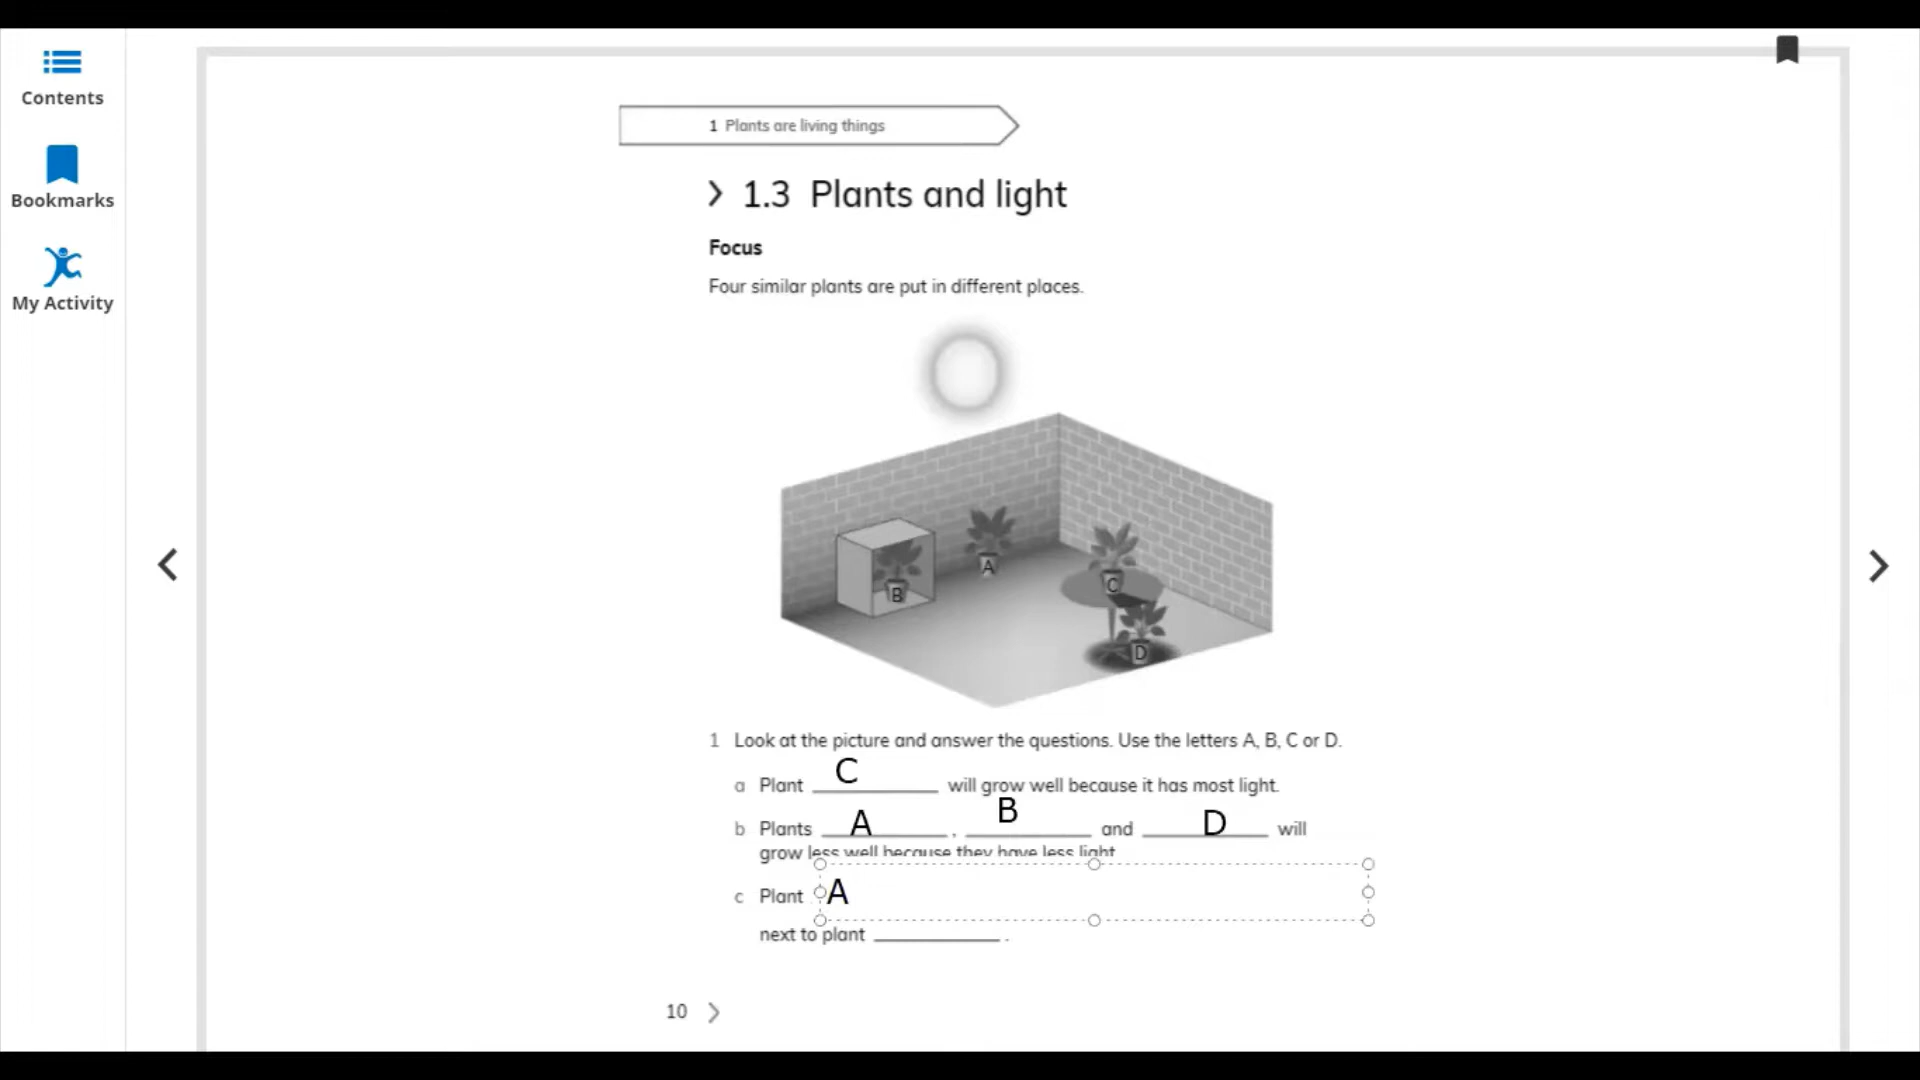 Contents
Bookmarks
My Activity
1 Plants are living things
1.3 Plants and light
Focus
Four similar plants are put in different places.
A
B
C
D
1 Look at the picture and answer the questions. Use the letters A, B, C or D.
a Plant C will grow well because it has most light.
b Plants A, B and D will
grow less well because they have less light
c Plant A
next to plant ___ .
10